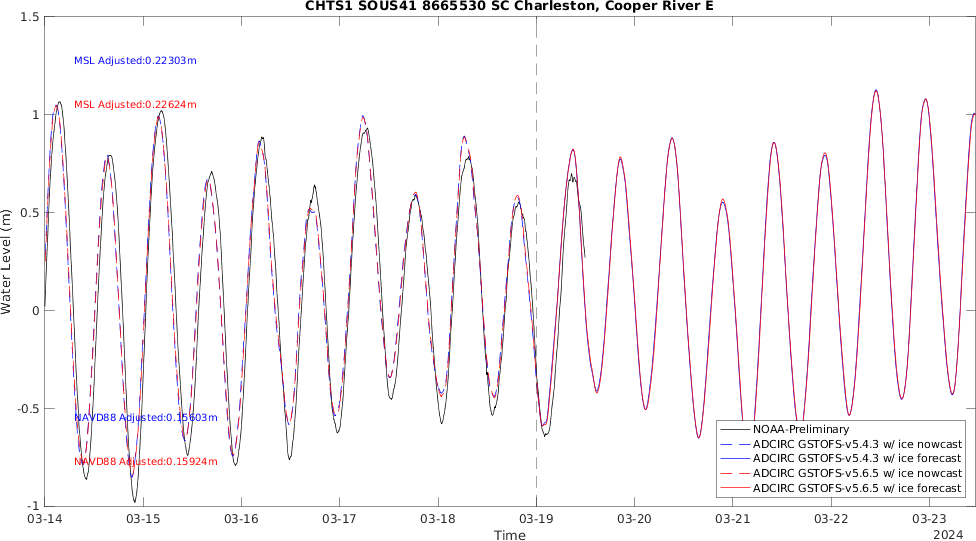 CHTS1 SOUS41 8665530 SC Charleston, Cooper River E
1.5
MSL Adjusted:0.22303m
MSL Adjusted:0.22624m
1
0.5
Water Level (m)
0
-0.5
NAVD88 Adjusted:0.15603m
NAVD88 Adjusted:0.15924m
-1
NOAA-Preliminary
ADCIRC GSTOFS-v5.4.3 w/ ice nowcast
ADCIRC GSTOFS-v5.4.3 w/ ice forecast
ADCIRC GSTOFS-v5.6.5 w/ ice nowcast
ADCIRC GSTOFS-v5.6.5 w/ ice forecast
03-14 03-15 03-16 03-17 03-18 03-19 03-20 03-21 03-22 03-23
Time
2024